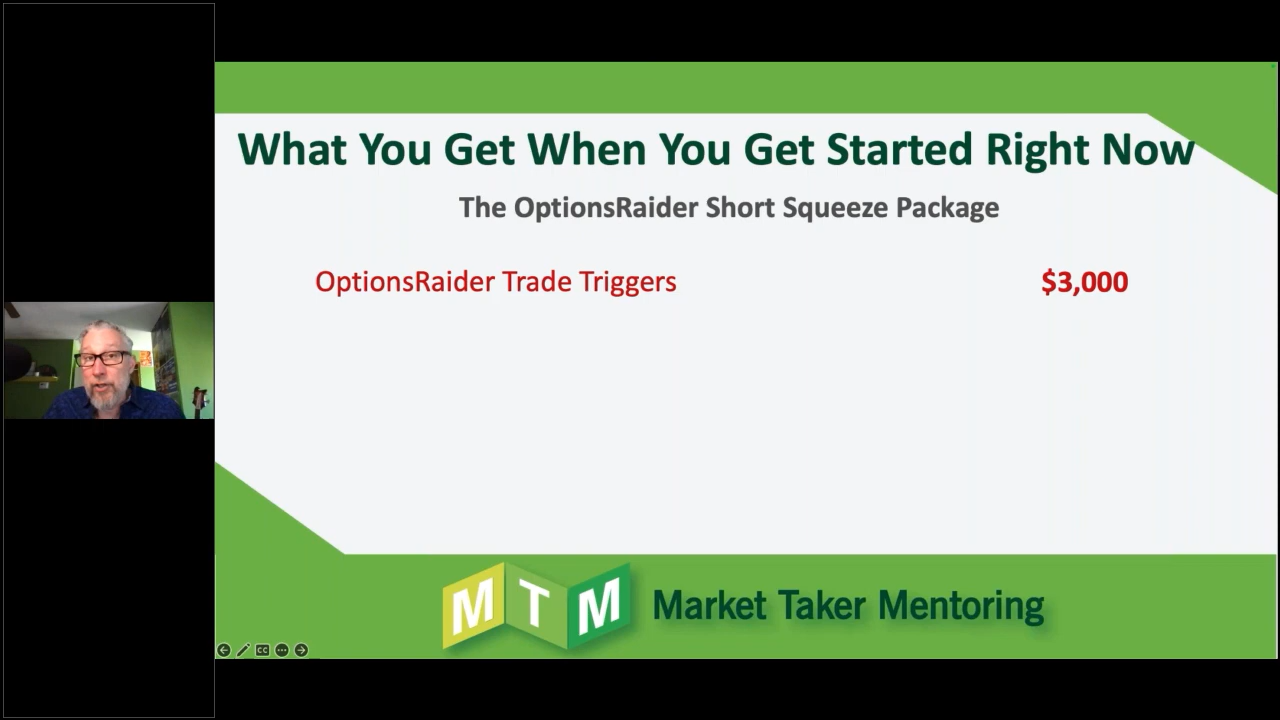 What You Get When You Get Started Right Now
The OptionsRaider Short Squeeze Package
OptionsRaider Trade Triggers $3,000
MTM Market Taker Mentoring
CC